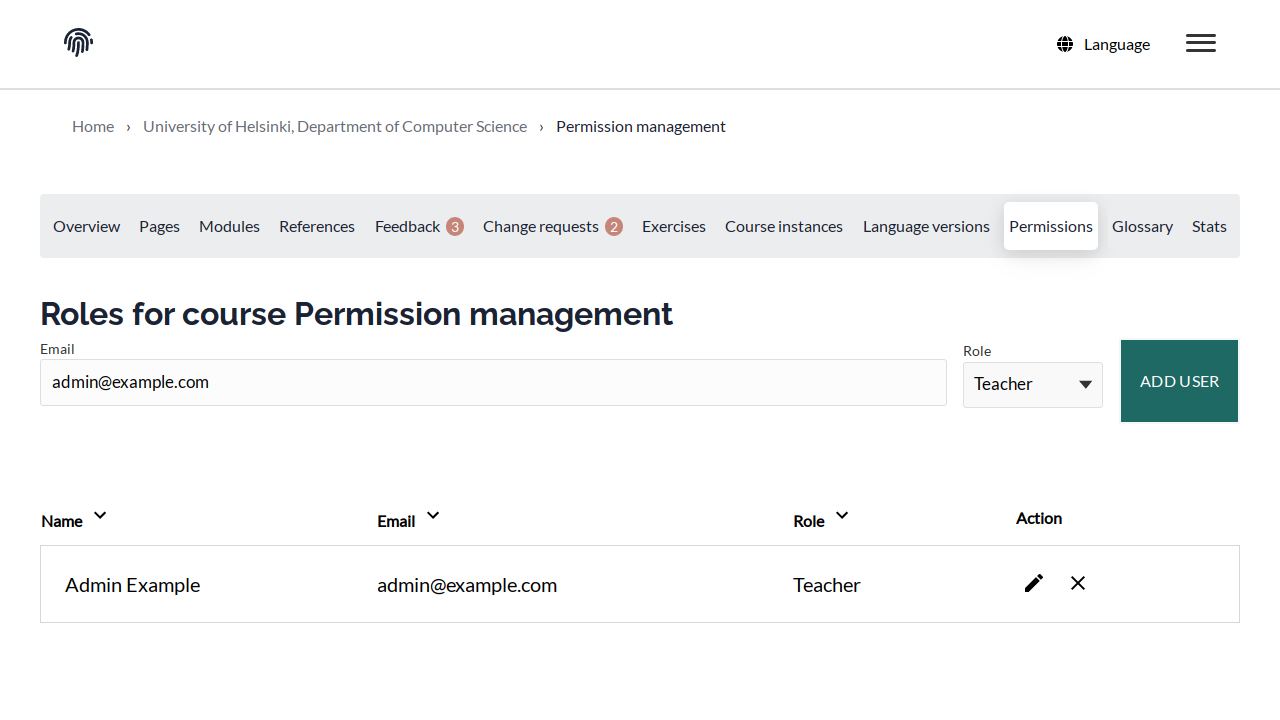 Language
Home › University of Helsinki, Department of Computer Science › Permission management
Overview Pages Modules References Feedback 3 Change requests 2 Exercises Course instances Language versions Permissions Glossary Stats
Roles for course Permission management
Email
Role
admin@example.com
Teacher
ADD USER
Name Email Role Action
Admin Example admin@example.com Teacher